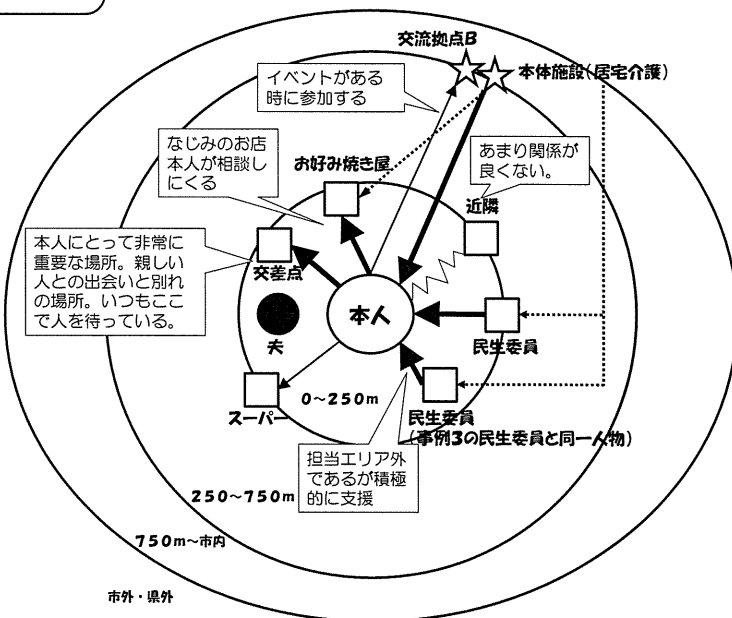 交流拠点B
本体施設(居宅介護)
イベントがある
時に参加する
なじみのお店
本人が相談し
にくる
お好み焼き屋
あまり関係が
良くない。
近隣
本人にとって非常に
重要な場所。親しい
人との出会いと別れ
の場所。いつもここ
で人を待っている。
交差点
本人
夫
民生委員
スーパー
0～250m
民生委員
(事例3の民生委員と同一人物)
担当エリア外
であるが積極
的に支援
250～750m
750m～市内
市外・県外